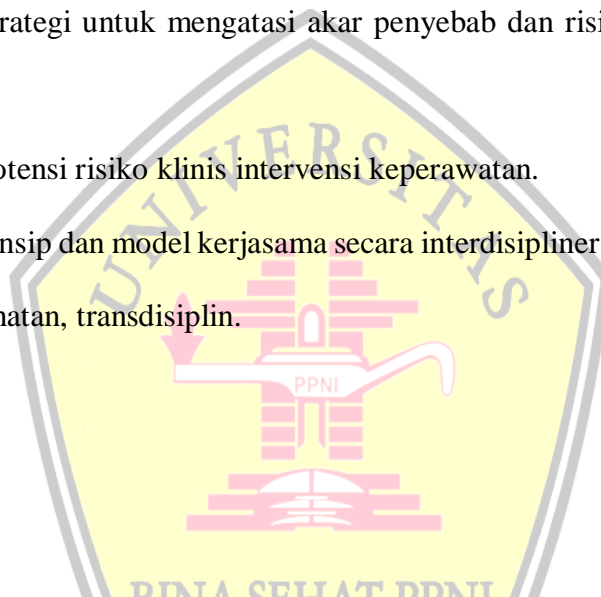 rategi untuk mengatasi akar penyebab dan risi
otensi risiko klinis intervensi keperawatan.
nsip dan model kerjasama secara interdisipliner
natan, transdisiplin.
UNIVERSITAS
PPNI
BINA SEHAT PPNI